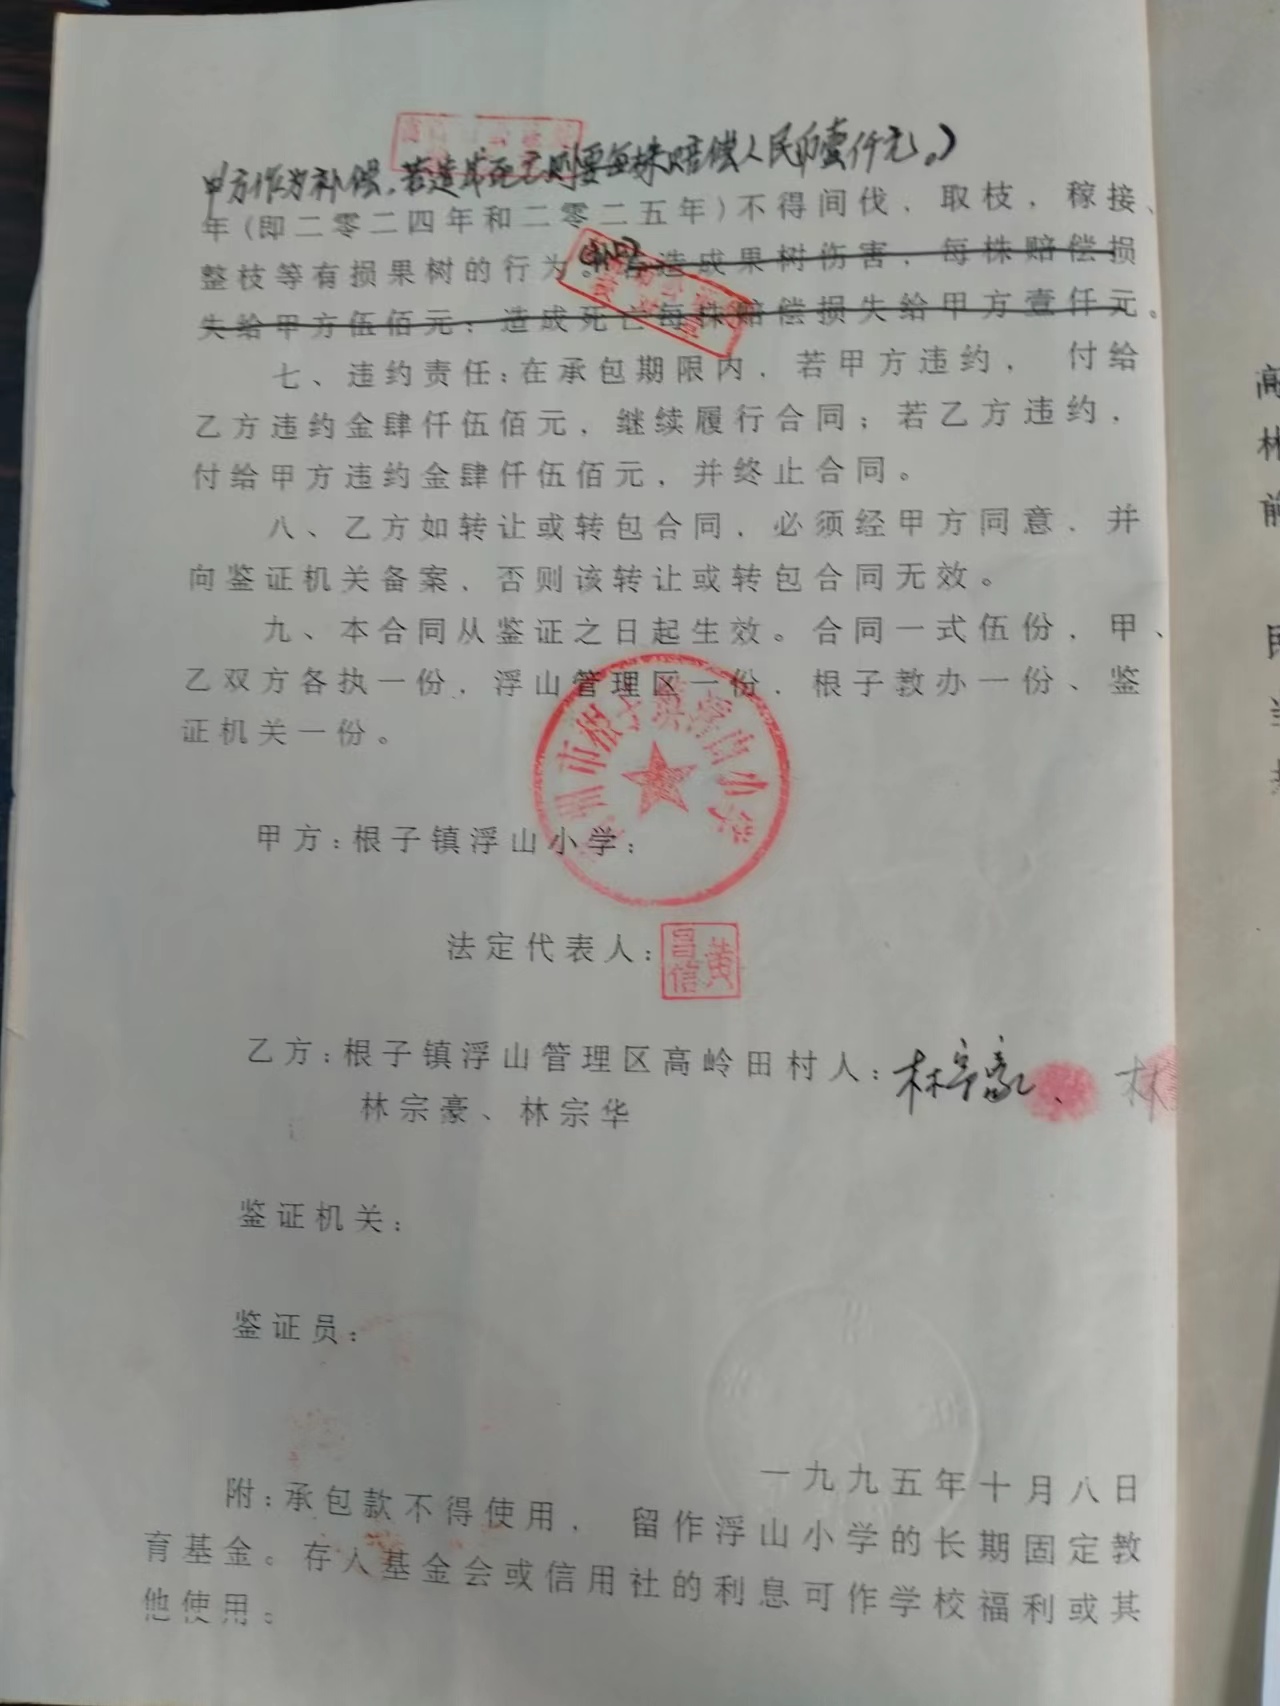 甲方作为补偿。若造成死亡则要每株赔偿人民币壹仟元。)
年(即二零二四年和二零二五年)不得间伐、取枝，稼接、
整枝等有损果树的行为。若造成果树伤害，每株赔偿损
失给甲方伍佰元；造成死亡每株赔偿损失给甲方壹仟元。
七、违约责任：在承包期限内，若甲方违约， 付给
乙方违约金肆仟伍佰元，继续履行合同；若乙方违约，
付给甲方违约金肆仟伍佰元，并终止合同。
八、乙方如转让或转包合同，必须经甲方同意，并
向鉴证机关备案，否则该转让或转包合同无效。
九、本合同从鉴证之日起生效。合同一式伍份，甲、
乙双方各执一份，浮山管理区一份，根子教办一份、鉴
证机关一份。
州市根子镇浮山小学
甲方：根子镇浮山小学：
法定代表人：
黄昌信
乙方：根子镇浮山管理区高岭田村人：林宗豪、林
林宗豪、林宗华
鉴证机关：
鉴证员：
一九九五年十月八日
附：承包款不得使用， 留作浮山小学的长期固定教
育基金。存入基金会或信用社的利息可作学校福利或其
他使用。
高
林
前